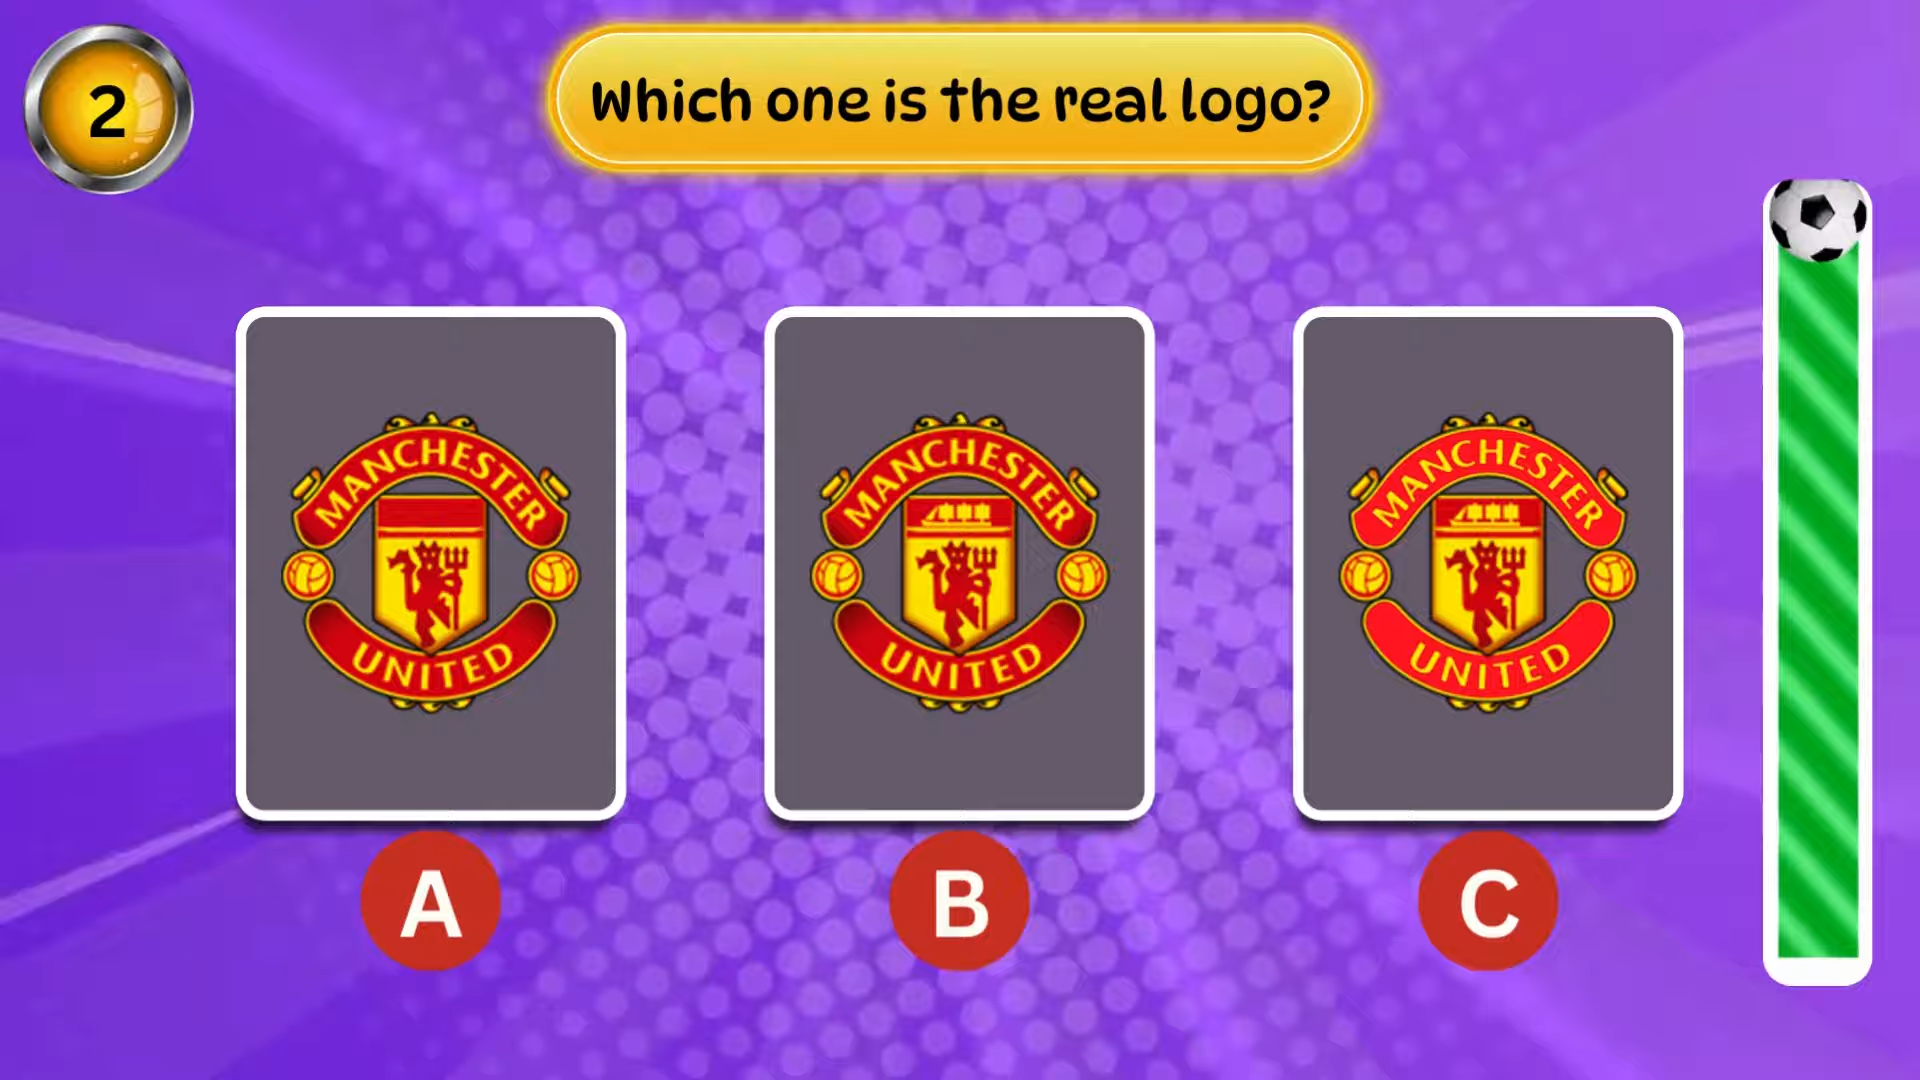 2
Which one is the real logo?
MANCHESTER
UNITED
MANCHESTER
UNITED
MANCHESTER
UNITED
A
B
C